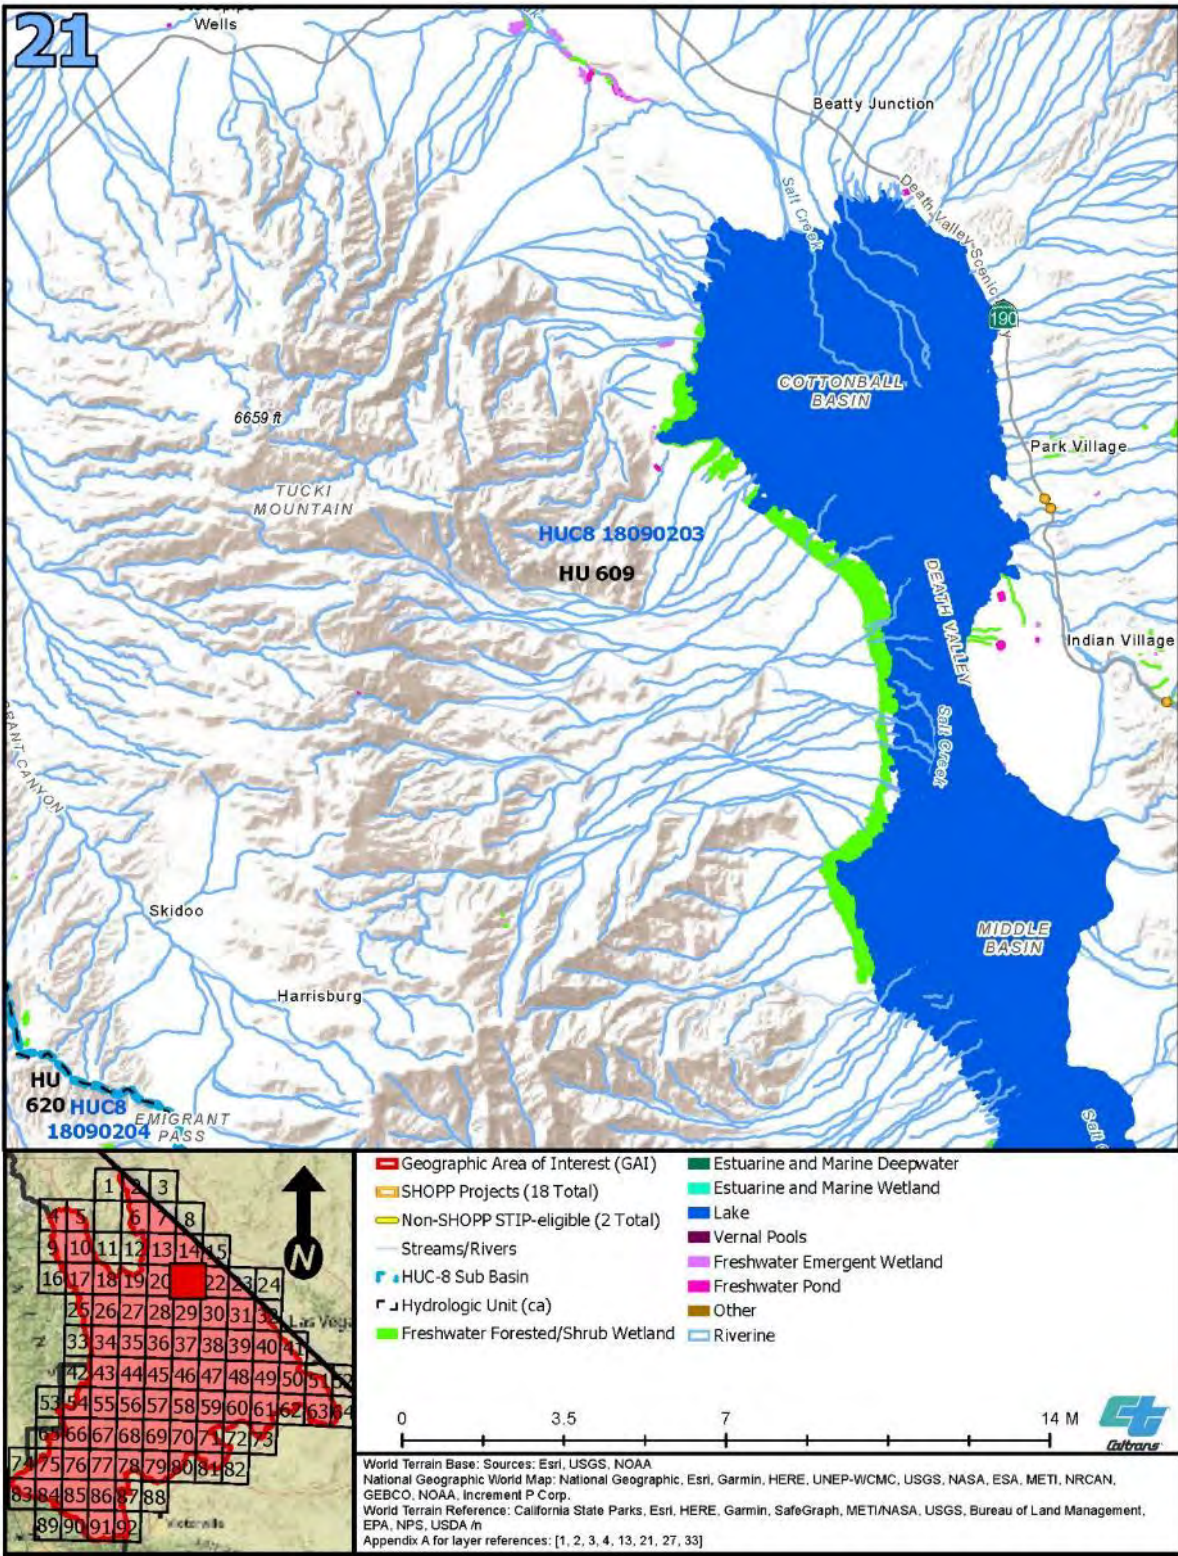 21
Wells
Beatty Junction
Salt Creek
Death Valley Scenic
190
COTTONBALL
BASIN
6659 ft
Park Village
TUCKI
MOUNTAIN
HUC8 18090203
HU 609
DEATH VALLEY
Indian Village
Salt Creek
CANYON
Skidoo
MIDDLE
BASIN
Harrisburg
HU
620 HUC8
18090204
EMIGRANT
PASS
Salt
1 2 3
4 5 6 7 8
9 10 11 12 13 14 15
16 17 18 19 20 22 23 24
25 26 27 28 29 30 31 32
33 34 35 36 37 38 39 40 41
42 43 44 45 46 47 48 49 50 51 52
53 54 55 56 57 58 59 60 61 62 63 64
65 66 67 68 69 70 71 72 73
74 75 76 77 78 79 80 81 82
83 84 85 86 87 88
89 90 91 92
Las Vega
Victorville
N
Geographic Area of Interest (GAI)
SHOPP Projects (18 Total)
Non-SHOPP STIP-eligible (2 Total)
Streams/Rivers
HUC-8 Sub Basin
Hydrologic Unit (ca)
Freshwater Forested/Shrub Wetland
Estuarine and Marine Deepwater
Estuarine and Marine Wetland
Lake
Vernal Pools
Freshwater Emergent Wetland
Freshwater Pond
Other
Riverine
0 3.5 7 14 M
Caltrans
World Terrain Base: Sources: Esri, USGS, NOAA
National Geographic World Map: National Geographic, Esri, Garmin, HERE, UNEP-WCMC, USGS, NASA, ESA, METI, NRCAN,
GEBCO, NOAA, Increment P Corp.
World Terrain Reference: California State Parks, Esri, HERE, Garmin, SafeGraph, METI/NASA, USGS, Bureau of Land Management,
EPA, NPS, USDA /n
Appendix A for layer references: [1, 2, 3, 4, 13, 21, 27, 33]